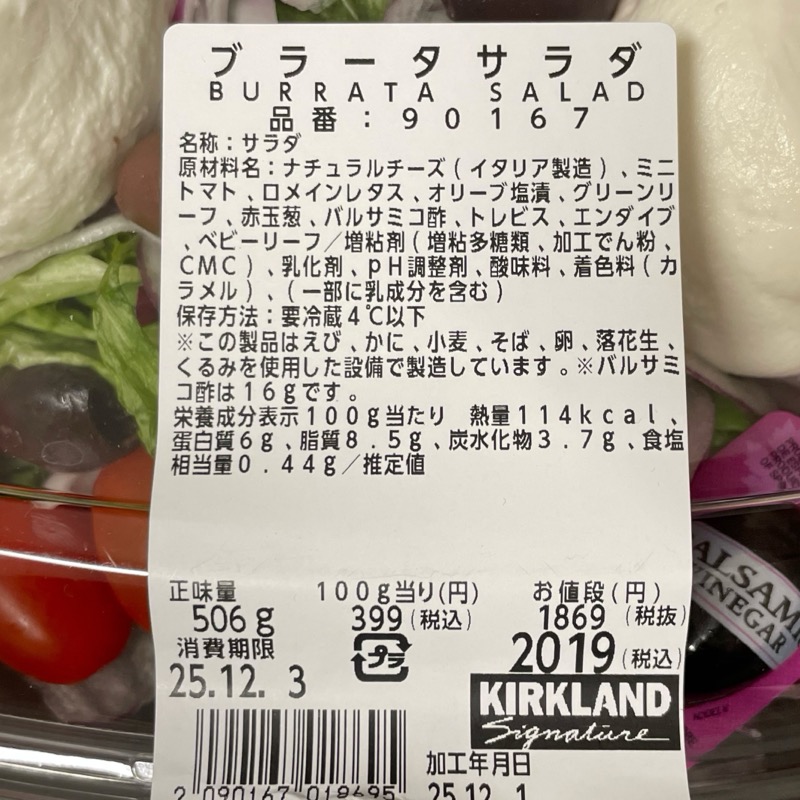 ブラータサラダ
BURRATA SALAD
品番:90167
名称:サラダ
原材料名:ナチュラルチーズ(イタリア製造)、ミニ
トマト、ロメインレタス、オリーブ塩漬、グリーンリ
ーフ、赤玉葱、バルサミコ酢、トレビス、エンダイブ
、ベビーリーフ/増粘剤(増粘多糖類、加工でん粉、
CMC)、乳化剤、pH調整剤、酸味料、着色料(カ
ラメル)、(一部に乳成分を含む)
保存方法:要冷蔵4℃以下
※この製品はえび、かに、小麦、そば、卵、落花生、
くるみを使用した設備で製造しています。※バルサミ
コ酢は16gです。
栄養成分表示100g当たり 熱量114kcal、
蛋白質6g、脂質8.5g、炭水化物3.7g、食塩
相当量0.44g/推定値
正味量 100g当り(円) お値段(円)
506g 399(税込) 1869(税抜)
消費期限 プラ 2019(税込)
25.12. 3
KIRKLAND
Signature
加工年月日
25.12. 1
2 090167 018695
ALSAMI
VINEGAR